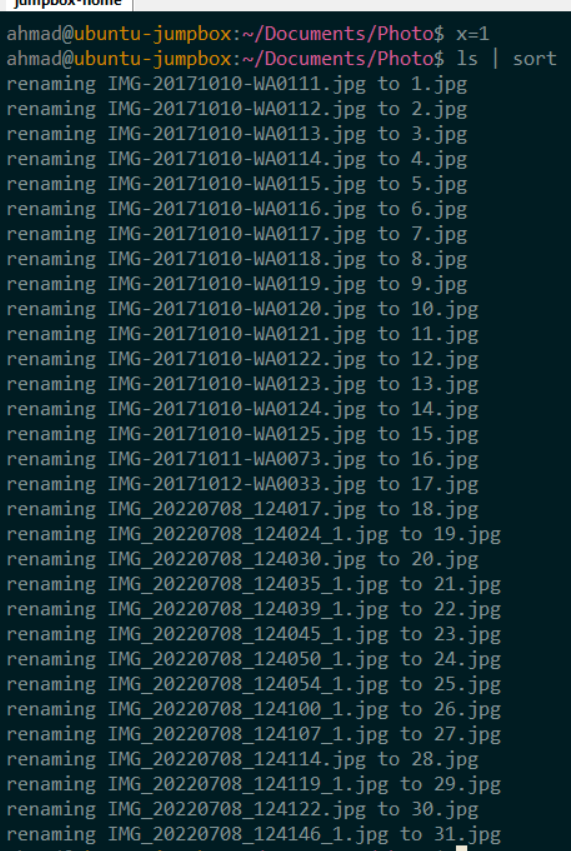 jumpbox-home
ahmad@ubuntu-jumpbox:~/Documents/Photo$ x=1
ahmad@ubuntu-jumpbox:~/Documents/Photo$ ls | sort
renaming IMG-20171010-WA0111.jpg to 1.jpg
renaming IMG-20171010-WA0112.jpg to 2.jpg
renaming IMG-20171010-WA0113.jpg to 3.jpg
renaming IMG-20171010-WA0114.jpg to 4.jpg
renaming IMG-20171010-WA0115.jpg to 5.jpg
renaming IMG-20171010-WA0116.jpg to 6.jpg
renaming IMG-20171010-WA0117.jpg to 7.jpg
renaming IMG-20171010-WA0118.jpg to 8.jpg
renaming IMG-20171010-WA0119.jpg to 9.jpg
renaming IMG-20171010-WA0120.jpg to 10.jpg
renaming IMG-20171010-WA0121.jpg to 11.jpg
renaming IMG-20171010-WA0122.jpg to 12.jpg
renaming IMG-20171010-WA0123.jpg to 13.jpg
renaming IMG-20171010-WA0124.jpg to 14.jpg
renaming IMG-20171010-WA0125.jpg to 15.jpg
renaming IMG-20171011-WA0073.jpg to 16.jpg
renaming IMG-20171012-WA0033.jpg to 17.jpg
renaming IMG_20220708_124017.jpg to 18.jpg
renaming IMG_20220708_124024_1.jpg to 19.jpg
renaming IMG_20220708_124030.jpg to 20.jpg
renaming IMG_20220708_124035_1.jpg to 21.jpg
renaming IMG_20220708_124039_1.jpg to 22.jpg
renaming IMG_20220708_124045_1.jpg to 23.jpg
renaming IMG_20220708_124050_1.jpg to 24.jpg
renaming IMG_20220708_124054_1.jpg to 25.jpg
renaming IMG_20220708_124100_1.jpg to 26.jpg
renaming IMG_20220708_124107_1.jpg to 27.jpg
renaming IMG_20220708_124114.jpg to 28.jpg
renaming IMG_20220708_124119_1.jpg to 29.jpg
renaming IMG_20220708_124122.jpg to 30.jpg
renaming IMG_20220708_124146_1.jpg to 31.jpg